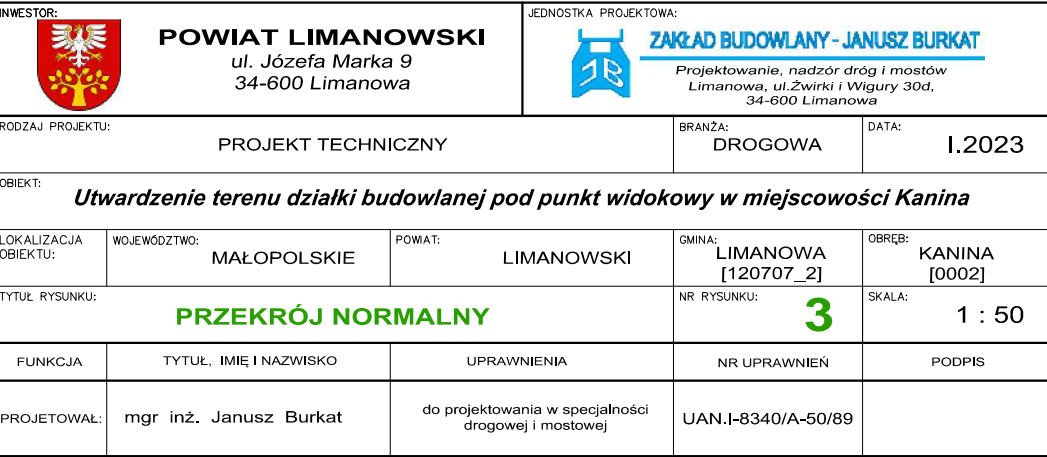 INWESTOR:
POWIAT LIMANOWSKI
ul. Józefa Marka 9
34-600 Limanowa
JEDNOSTKA PROJEKTOWA:
JB
ZAKŁAD BUDOWLANY - JANUSZ BURKAT
Projektowanie, nadzór dróg i mostów
Limanowa, ul.Żwirki i Wigury 30d,
34-600 Limanowa
RODZAJ PROJEKTU:
PROJEKT TECHNICZNY
BRANŻA:
DROGOWA
DATA:
I.2023
OBIEKT:
Utwardzenie terenu działki budowlanej pod punkt widokowy w miejscowości Kanina
LOKALIZACJA
OBIEKTU:
WOJEWÓDZTWO:
MAŁOPOLSKIE
POWIAT:
LIMANOWSKI
GMINA:
LIMANOWA
[120707_2]
OBRĘB:
KANINA
[0002]
TYTUŁ RYSUNKU:
PRZEKRÓJ NORMALNY
NR RYSUNKU:
3
SKALA:
1 : 50
FUNKCJA
TYTUŁ, IMIĘ I NAZWISKO
UPRAWNIENIA
NR UPRAWNIEŃ
PODPIS
PROJETOWAŁ:
mgr inż. Janusz Burkat
do projektowania w specjalności
drogowej i mostowej
UAN.I-8340/A-50/89